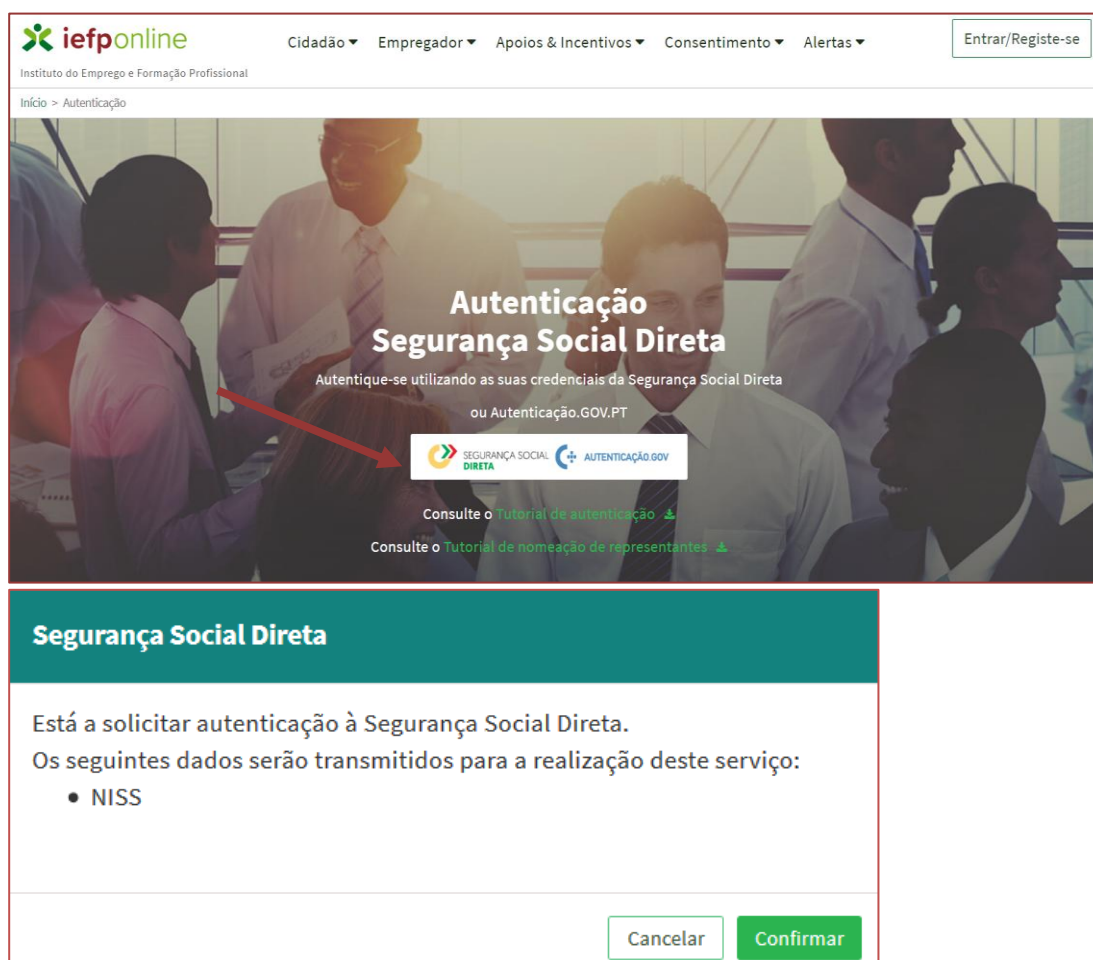 iefponline
Cidadão Empregador Apoios & Incentivos Consentimento Alertas Entrar/Registe-se
Instituto do Emprego e Formação Profissional
Início > Autenticação
Autenticação
Segurança Social Direta
Autentique-se utilizando as suas credenciais da Segurança Social Direta
ou Autenticação.GOV.PT
SEGURANÇA SOCIAL
DIRETA
AUTENTICAÇÃO.GOV
Consulte o Tutorial de autenticação
Consulte o Tutorial de nomeação de representantes
Segurança Social Direta
Está a solicitar autenticação à Segurança Social Direta.
Os seguintes dados serão transmitidos para a realização deste serviço:
• NISS
Cancelar Confirmar